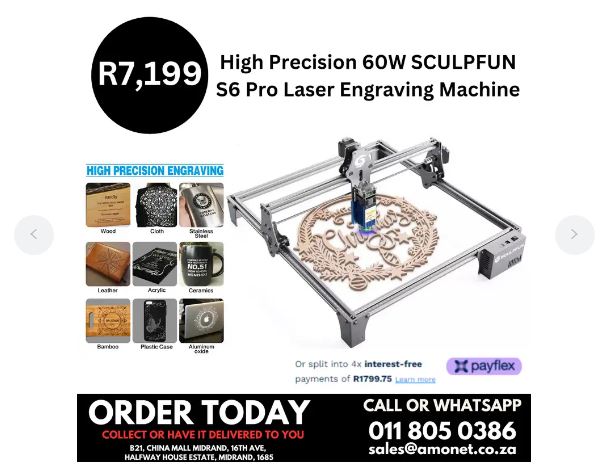 R7,199
High Precision 60W SCULPFUN
S6 Pro Laser Engraving Machine
HIGH PRECISION ENGRAVING
Wood
Cloth
Stainless
Steel
Leather
Acrylic
Ceramics
NO.51
Bamboo
Plastic Case
Aluminum
oxide
Or split into 4x interest-free
payments of R1799.75 Learn more
payflex
ORDER TODAY
COLLECT OR HAVE IT DELIVERED TO YOU
B21, CHINA MALL MIDRAND, 16TH AVE,
HALFWAY HOUSE ESTATE, MIDRAND, 1685
CALL OR WHATSAPP
011 805 0386
sales@amonet.co.za